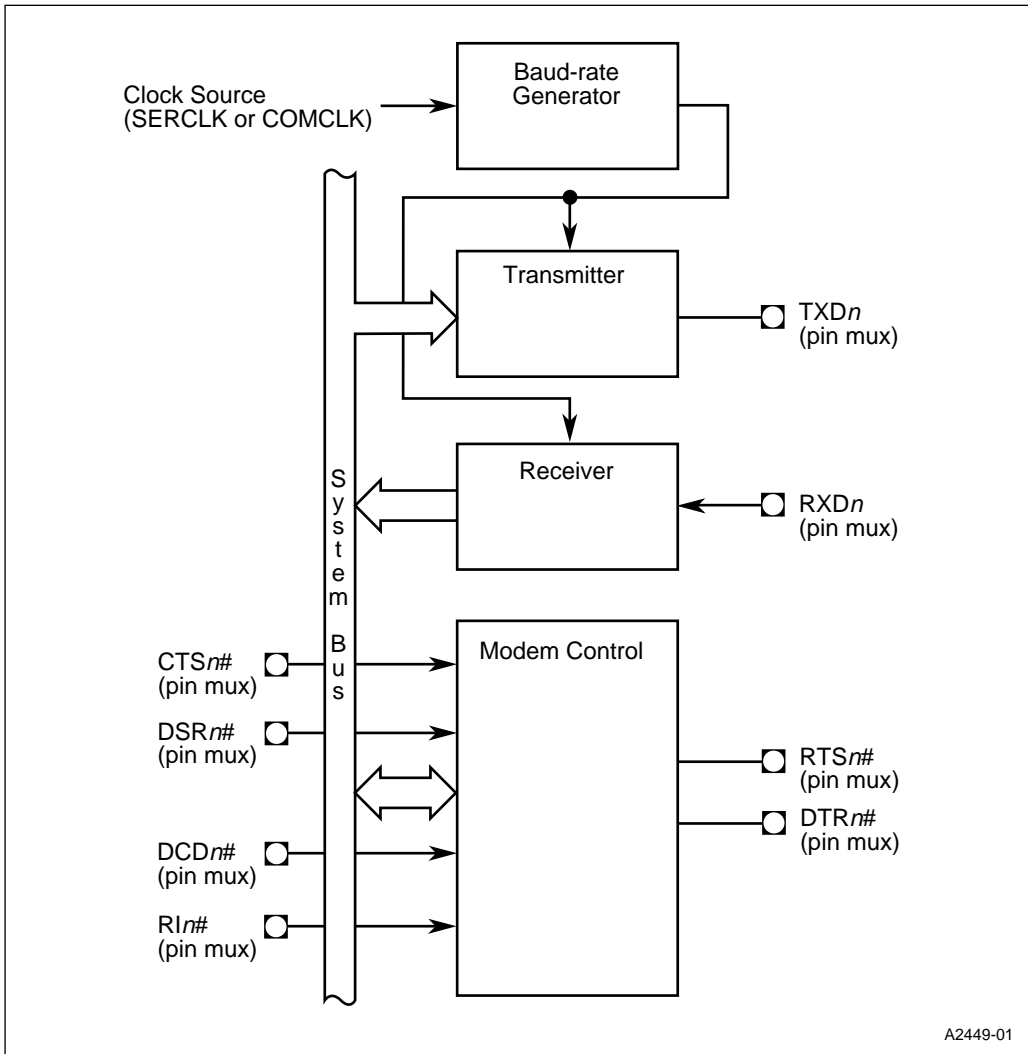 Baud-rate
Generator
Clock Source
(SERCLK or COMCLK)
Transmitter
TXDn
(pin mux)
Receiver
RXDn
(pin mux)
System Bus
Modem Control
CTSn#
(pin mux)
DSRn#
(pin mux)
DCDn#
(pin mux)
RIn#
(pin mux)
RTSn#
(pin mux)
DTRn#
(pin mux)
A2449-01